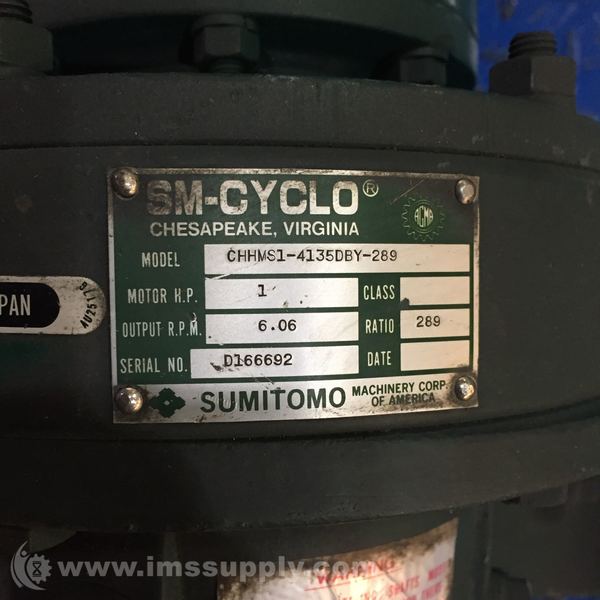 SM-CYCLO®
CHESAPEAKE, VIRGINIA
AGMA
MODEL CHHMS1-4135DBY-289
MOTOR H.P. 1 CLASS
OUTPUT R.P.M. 6.06 RATIO 289
SERIAL NO. D166692 DATE
SUMITOMO MACHINERY CORP. OF AMERICA
PAN
WARNING
SHAFTS
www.imssupply.com